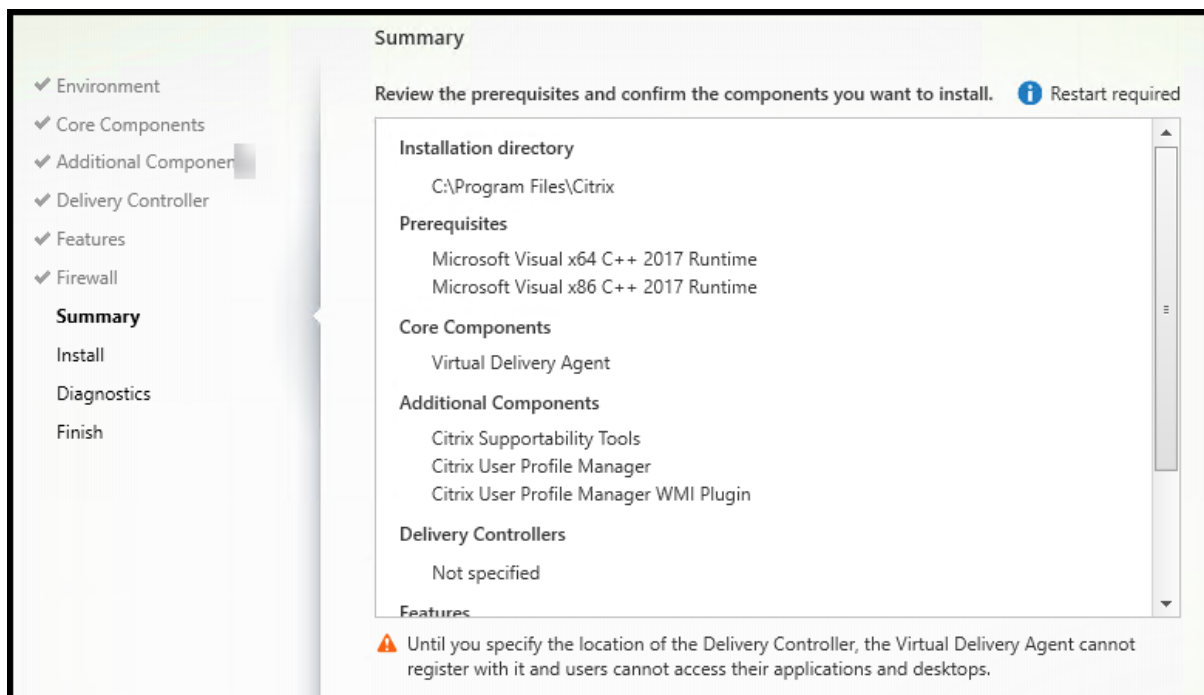 Summary
Environment
Core Components
Additional Componen
Delivery Controller
Features
Firewall
Summary
Install
Diagnostics
Finish
Review the prerequisites and confirm the components you want to install.
Restart required
Installation directory
C:\Program Files\Citrix
Prerequisites
Microsoft Visual x64 C++ 2017 Runtime
Microsoft Visual x86 C++ 2017 Runtime
Core Components
Virtual Delivery Agent
Additional Components
Citrix Supportability Tools
Citrix User Profile Manager
Citrix User Profile Manager WMI Plugin
Delivery Controllers
Not specified
Features
Until you specify the location of the Delivery Controller, the Virtual Delivery Agent cannot
register with it and users cannot access their applications and desktops.